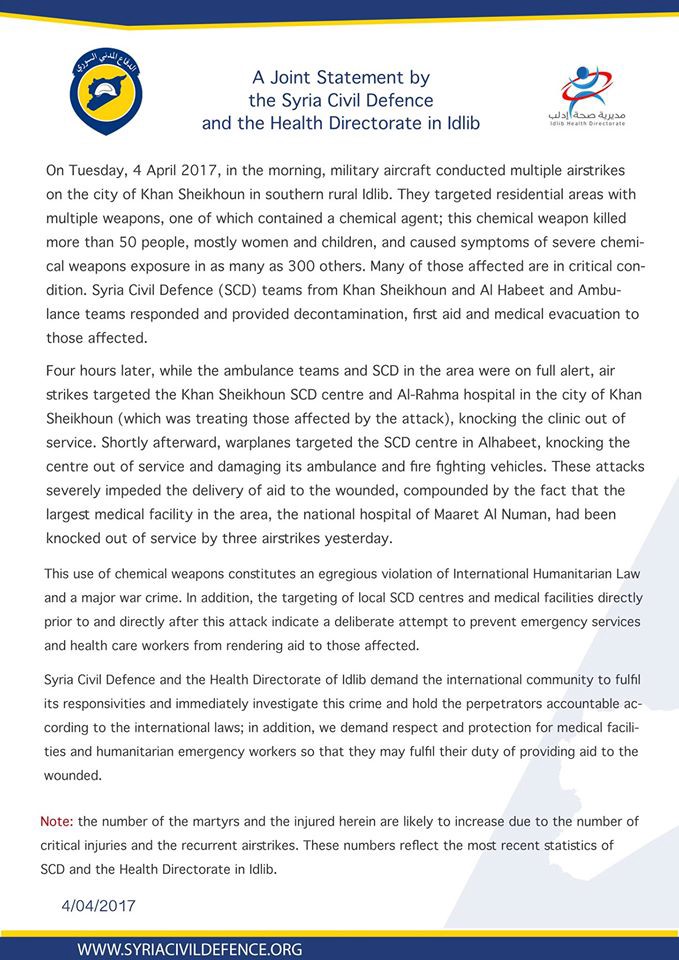 الدفاع المدني السوري
A Joint Statement by
the Syria Civil Defence
and the Health Directorate in Idlib
مديرية صحة إدلب
Idlib Health Directorate
On Tuesday, 4 April 2017, in the morning, military aircraft conducted multiple airstrikes
on the city of Khan Sheikhoun in southern rural Idlib. They targeted residential areas with
multiple weapons, one of which contained a chemical agent; this chemical weapon killed
more than 50 people, mostly women and children, and caused symptoms of severe chemi-
cal weapons exposure in as many as 300 others. Many of those affected are in critical con-
dition. Syria Civil Defence (SCD) teams from Khan Sheikhoun and Al Habeet and Ambu-
lance teams responded and provided decontamination, first aid and medical evacuation to
those affected.
Four hours later, while the ambulance teams and SCD in the area were on full alert, air
strikes targeted the Khan Sheikhoun SCD centre and Al-Rahma hospital in the city of Khan
Sheikhoun (which was treating those affected by the attack), knocking the clinic out of
service. Shortly afterward, warplanes targeted the SCD centre in Alhabeet, knocking the
centre out of service and damaging its ambulance and fire fighting vehicles. These attacks
severely impeded the delivery of aid to the wounded, compounded by the fact that the
largest medical facility in the area, the national hospital of Maaret Al Numan, had been
knocked out of service by three airstrikes yesterday.
This use of chemical weapons constitutes an egregious violation of International Humanitarian Law
and a major war crime. In addition, the targeting of local SCD centres and medical facilities directly
prior to and directly after this attack indicate a deliberate attempt to prevent emergency services
and health care workers from rendering aid to those affected.
Syria Civil Defence and the Health Directorate of Idlib demand the international community to fulfil
its responsivities and immediately investigate this crime and hold the perpetrators accountable ac-
cording to the international laws; in addition, we demand respect and protection for medical facili-
ties and humanitarian emergency workers so that they may fulfil their duty of providing aid to the
wounded.
Note: the number of the martyrs and the injured herein are likely to increase due to the number of
critical injuries and the recurrent airstrikes. These numbers reflect the most recent statistics of
SCD and the Health Directorate in Idlib.
4/04/2017
WWW.SYRIACIVILDEFENCE.ORG